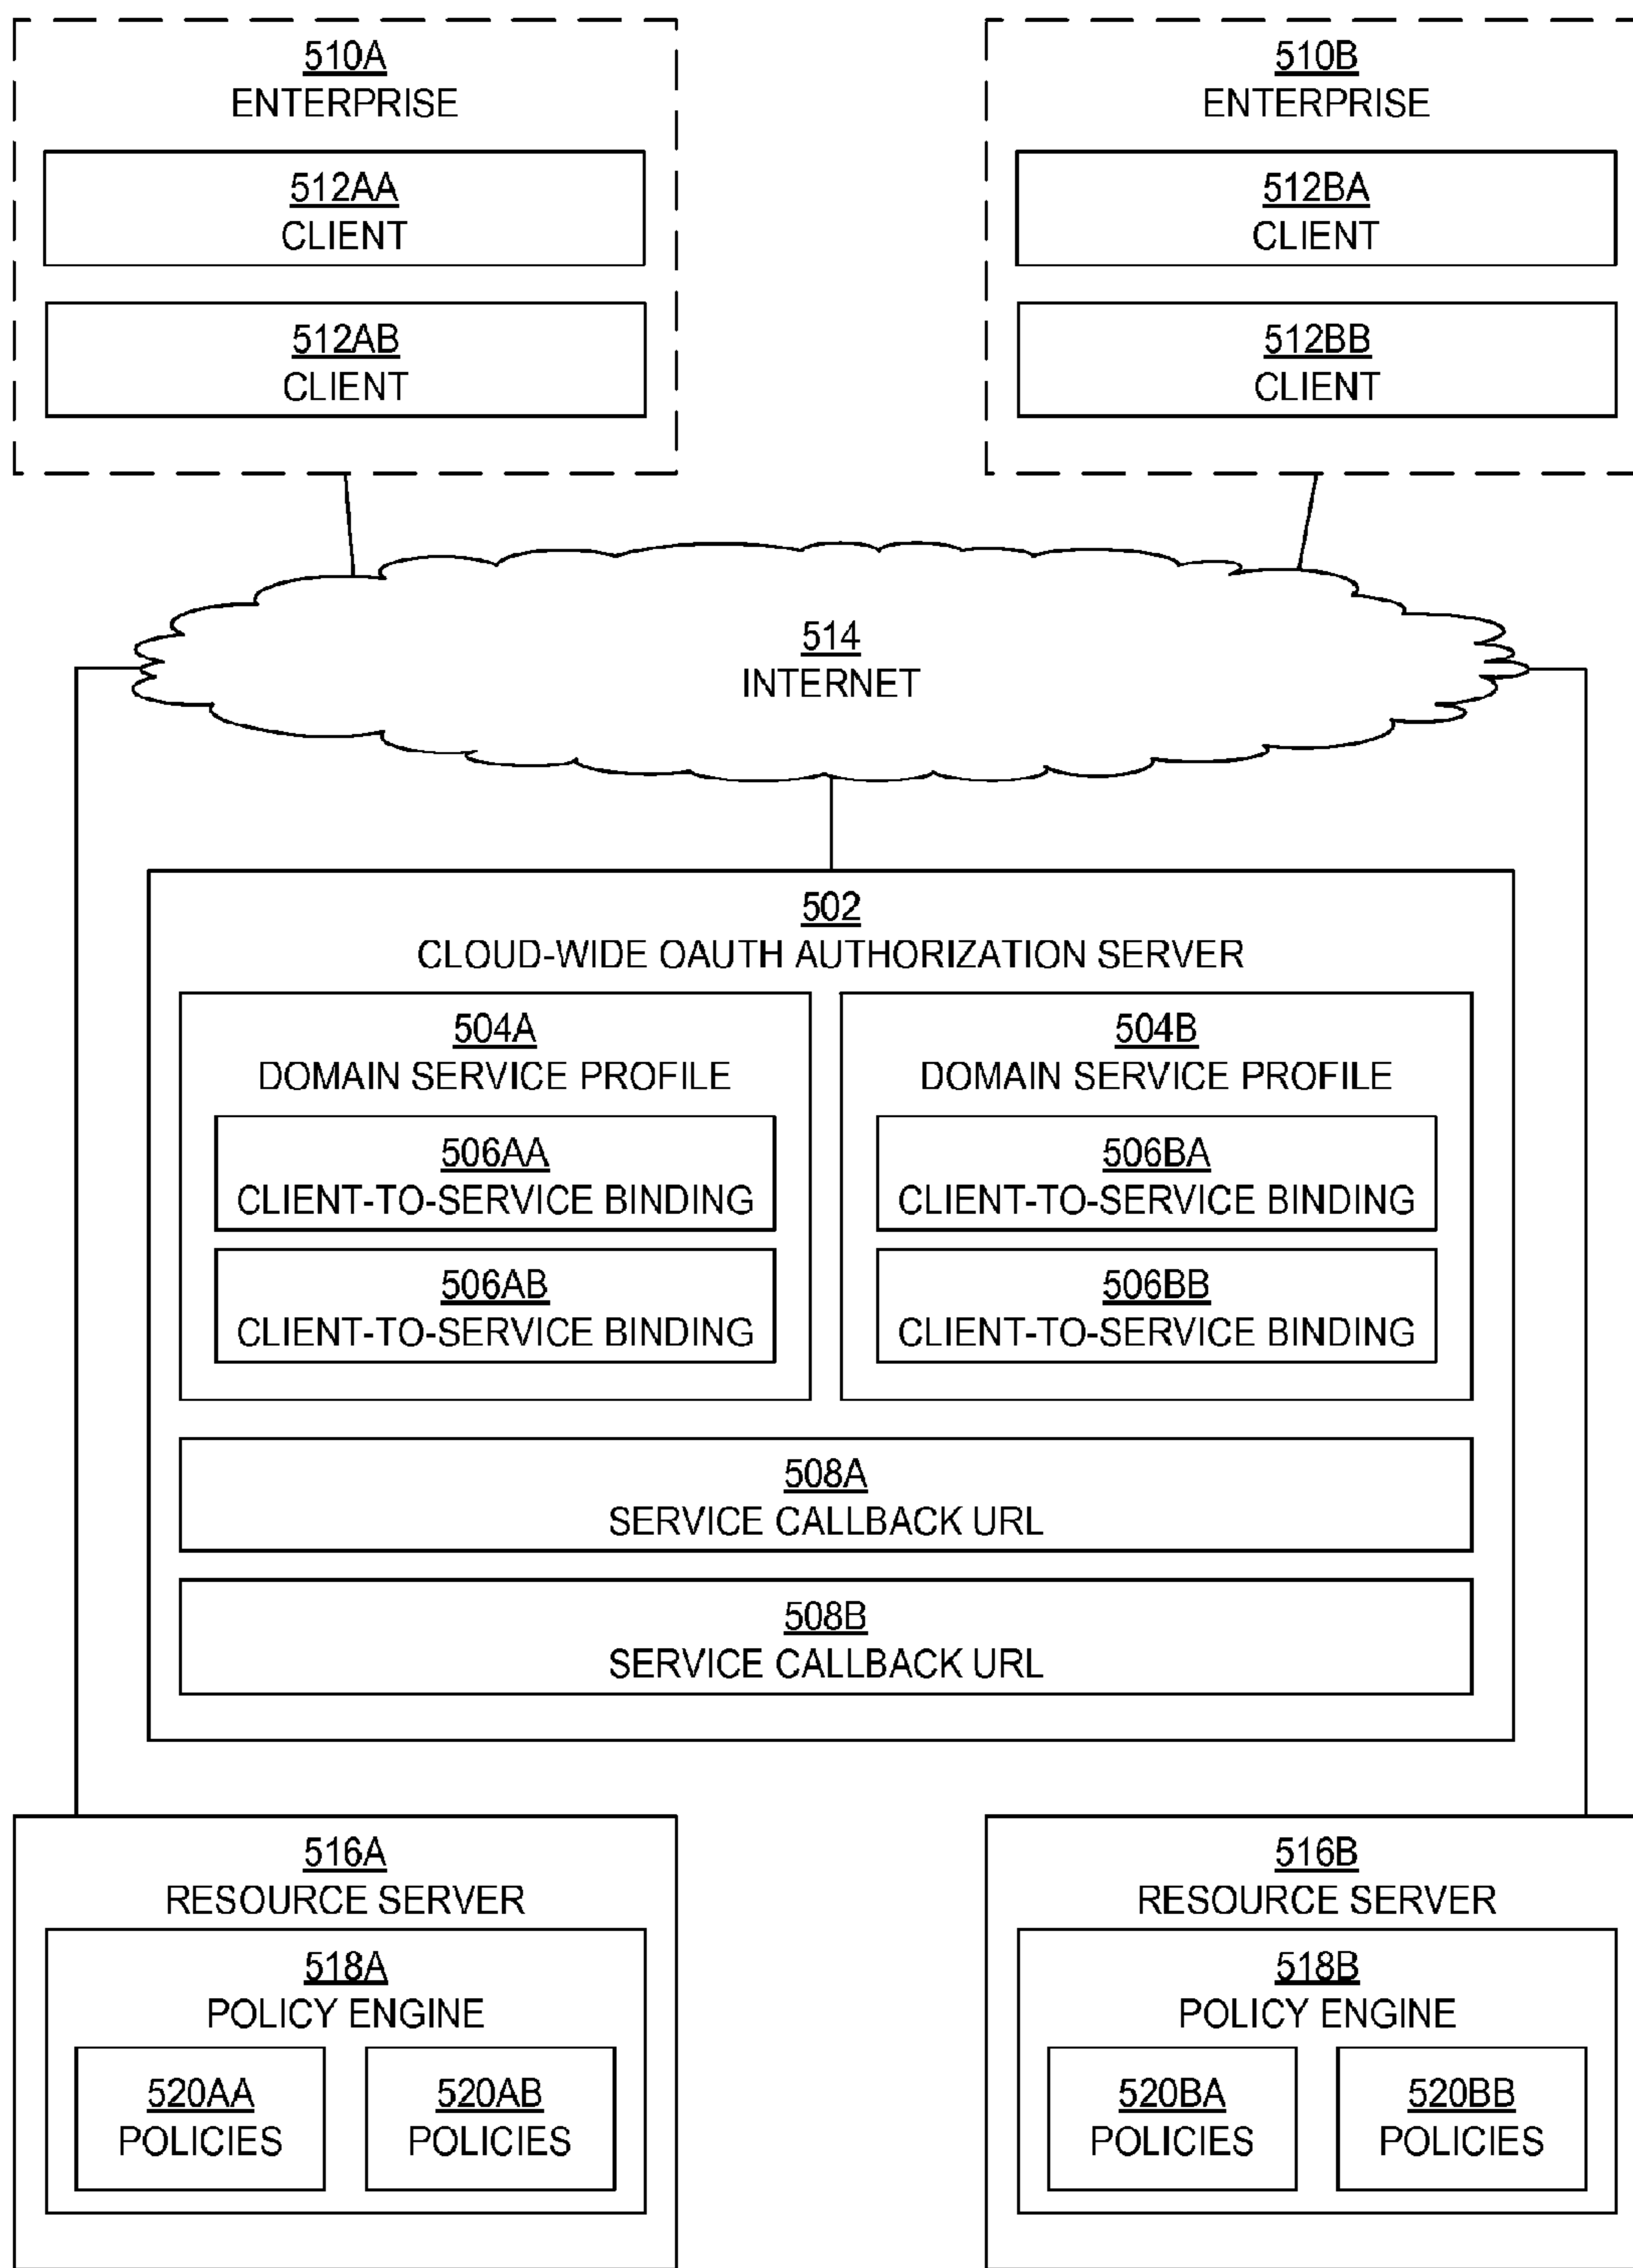 510A
ENTERPRISE
512AA
CLIENT
512AB
CLIENT
510B
ENTERPRISE
512BA
CLIENT
512BB
CLIENT
514
INTERNET
502
CLOUD-WIDE OAUTH AUTHORIZATION SERVER
504A
DOMAIN SERVICE PROFILE
506AA
CLIENT-TO-SERVICE BINDING
506AB
CLIENT-TO-SERVICE BINDING
504B
DOMAIN SERVICE PROFILE
506BA
CLIENT-TO-SERVICE BINDING
506BB
CLIENT-TO-SERVICE BINDING
508A
SERVICE CALLBACK URL
508B
SERVICE CALLBACK URL
516A
RESOURCE SERVER
518A
POLICY ENGINE
520AA
POLICIES
520AB
POLICIES
516B
RESOURCE SERVER
518B
POLICY ENGINE
520BA
POLICIES
520BB
POLICIES